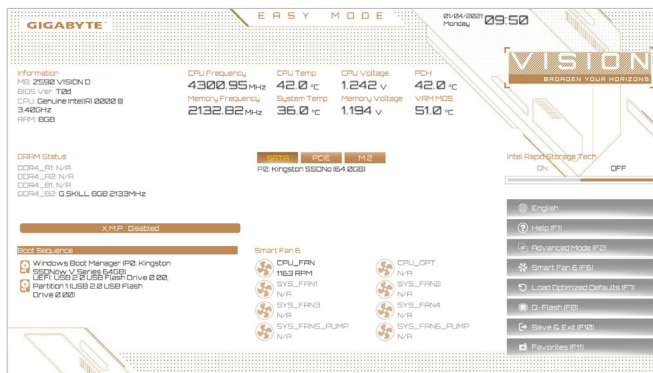 GIGABYTE™
EASY MODE
01/04/2021
Monday
09:50
VISION
BROADEN YOUR HORIZONS
Information
MB: Z590 VISION D
BIOS Ver. T0d
CPU: Genuine Intel(R) 0000 @
3.40GHz
RAM: 8GB
CPU Frequency
4300.95 MHz
CPU Temp.
42.0 °C
CPU Voltage
1.242 V
PCH
42.0 °C
Memory Frequency
2132.82 MHz
System Temp.
36.0 °C
Memory Voltage
1.194 V
VRM MOS
51.0 °C
DRAM Status
DDR4_A1: N/A
DDR4_A2: N/A
DDR4_B1: N/A
DDR4_B2: G.SKILL 8GB 2133MHz
X.M.P. Disabled
SATA
PCIE
M.2
P0: Kingston SSDNo (64.0GB)
Intel Rapid Storage Tech.
ON
OFF
Boot Sequence
Windows Boot Manager (P0: Kingston
SSDNow V Series 64GB)
UEFI: USB 2.0 USB Flash Drive 0.00,
Partition 1 (USB 2.0 USB Flash
Drive 0.00)
Smart Fan 6
CPU_FAN
1163 RPM
CPU_OPT
N/A
SYS_FAN1
N/A
SYS_FAN2
N/A
SYS_FAN3
N/A
SYS_FAN4
N/A
SYS_FAN5_PUMP
N/A
SYS_FAN6_PUMP
N/A
English
Help (F1)
Advanced Mode (F2)
Smart Fan 6 (F6)
Load Optimized Defaults (F7)
Q-Flash (F8)
Save & Exit (F10)
Favorites (F11)